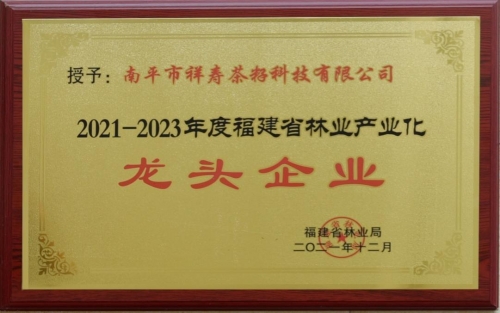 授予：南平市祥寿茶招科技有限公司
2021-2023年度福建省林业产业化
龙头企业
福建省林业局
二〇二一年十二月